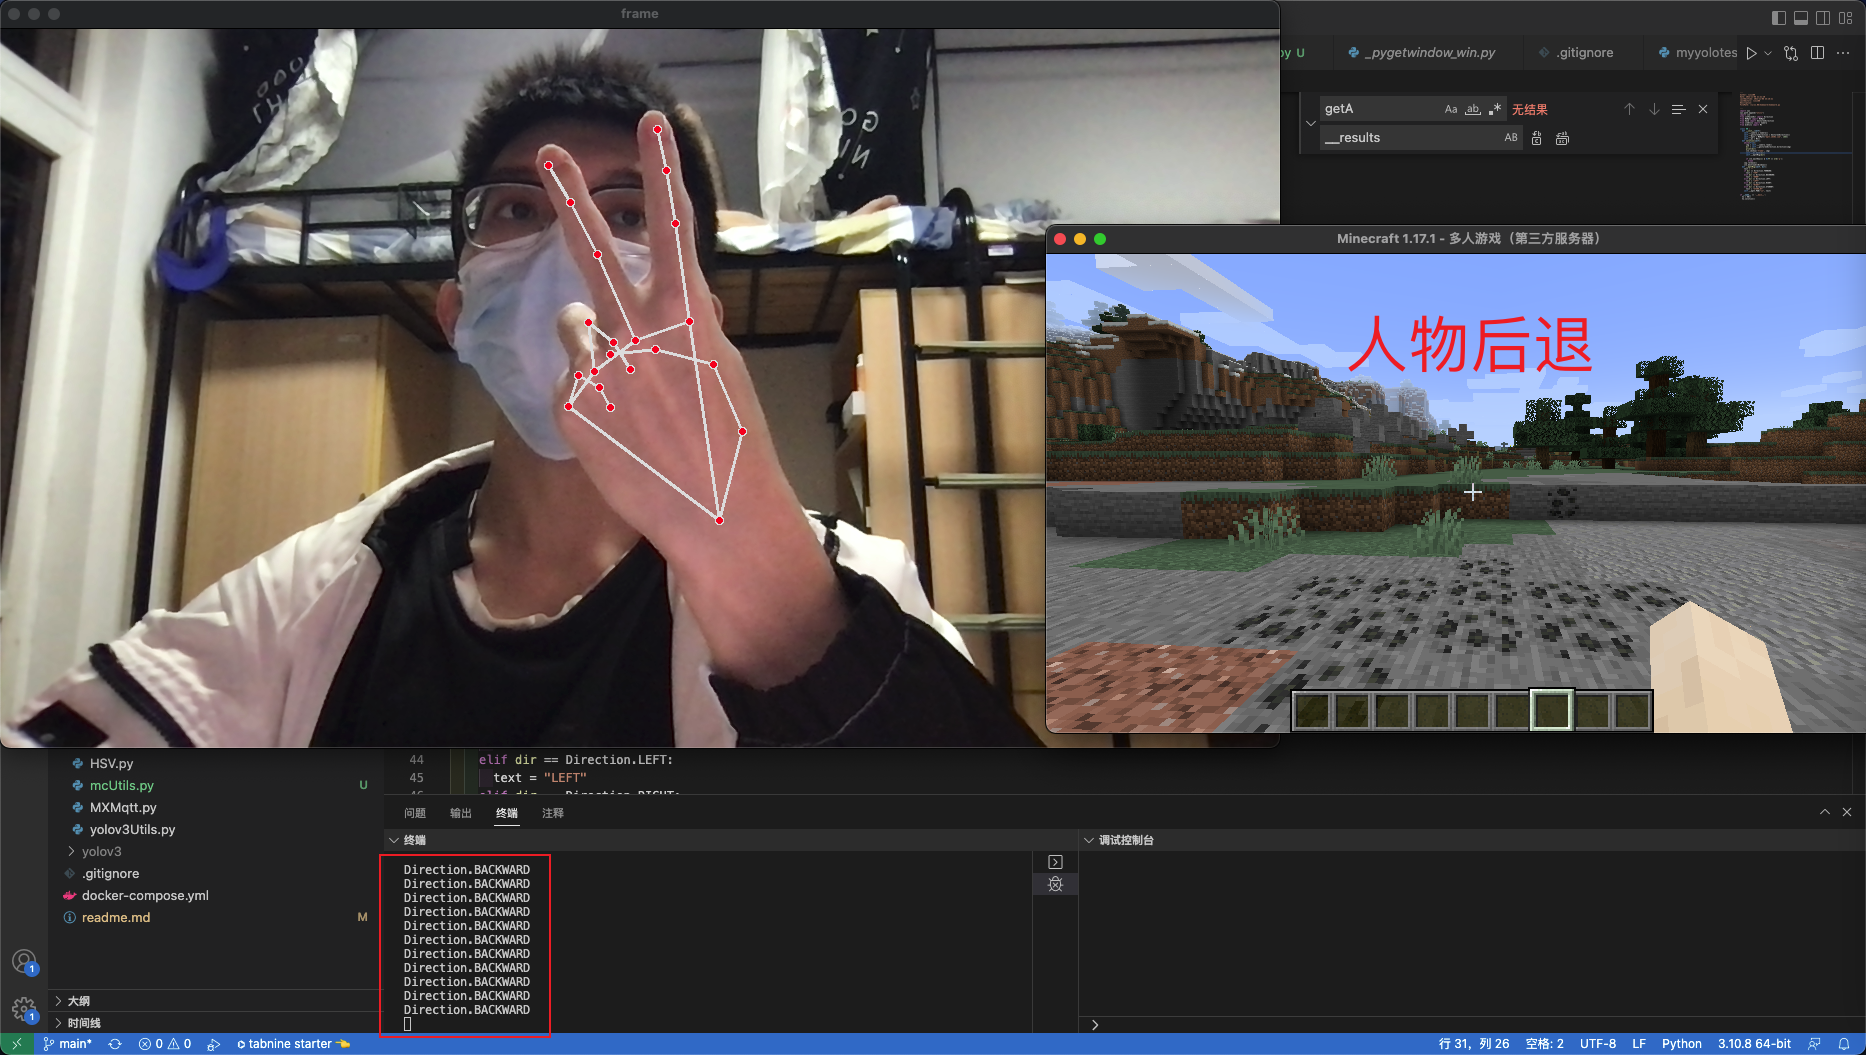 frame
py U
_pygetwindow_win.py
.gitignore
myyolotes
getA
Aa
ab
.*
无结果
__results
AB
Minecraft 1.17.1 - 多人游戏（第三方服务器）
人物后退
HSV.py
mcUtils.py U
MXMqtt.py
yolov3Utils.py
yolov3
.gitignore
docker-compose.yml
readme.md M
大纲
时间线
44 elif dir == Direction.LEFT:
45 text = "LEFT"
问题 输出 终端 注释
终端
调试控制台
Direction.BACKWARD
Direction.BACKWARD
Direction.BACKWARD
Direction.BACKWARD
Direction.BACKWARD
Direction.BACKWARD
Direction.BACKWARD
Direction.BACKWARD
Direction.BACKWARD
Direction.BACKWARD
Direction.BACKWARD
1
1
main* 0 0 tabnine starter
行 31，列 26 空格: 2 UTF-8 LF Python 3.10.8 64-bit